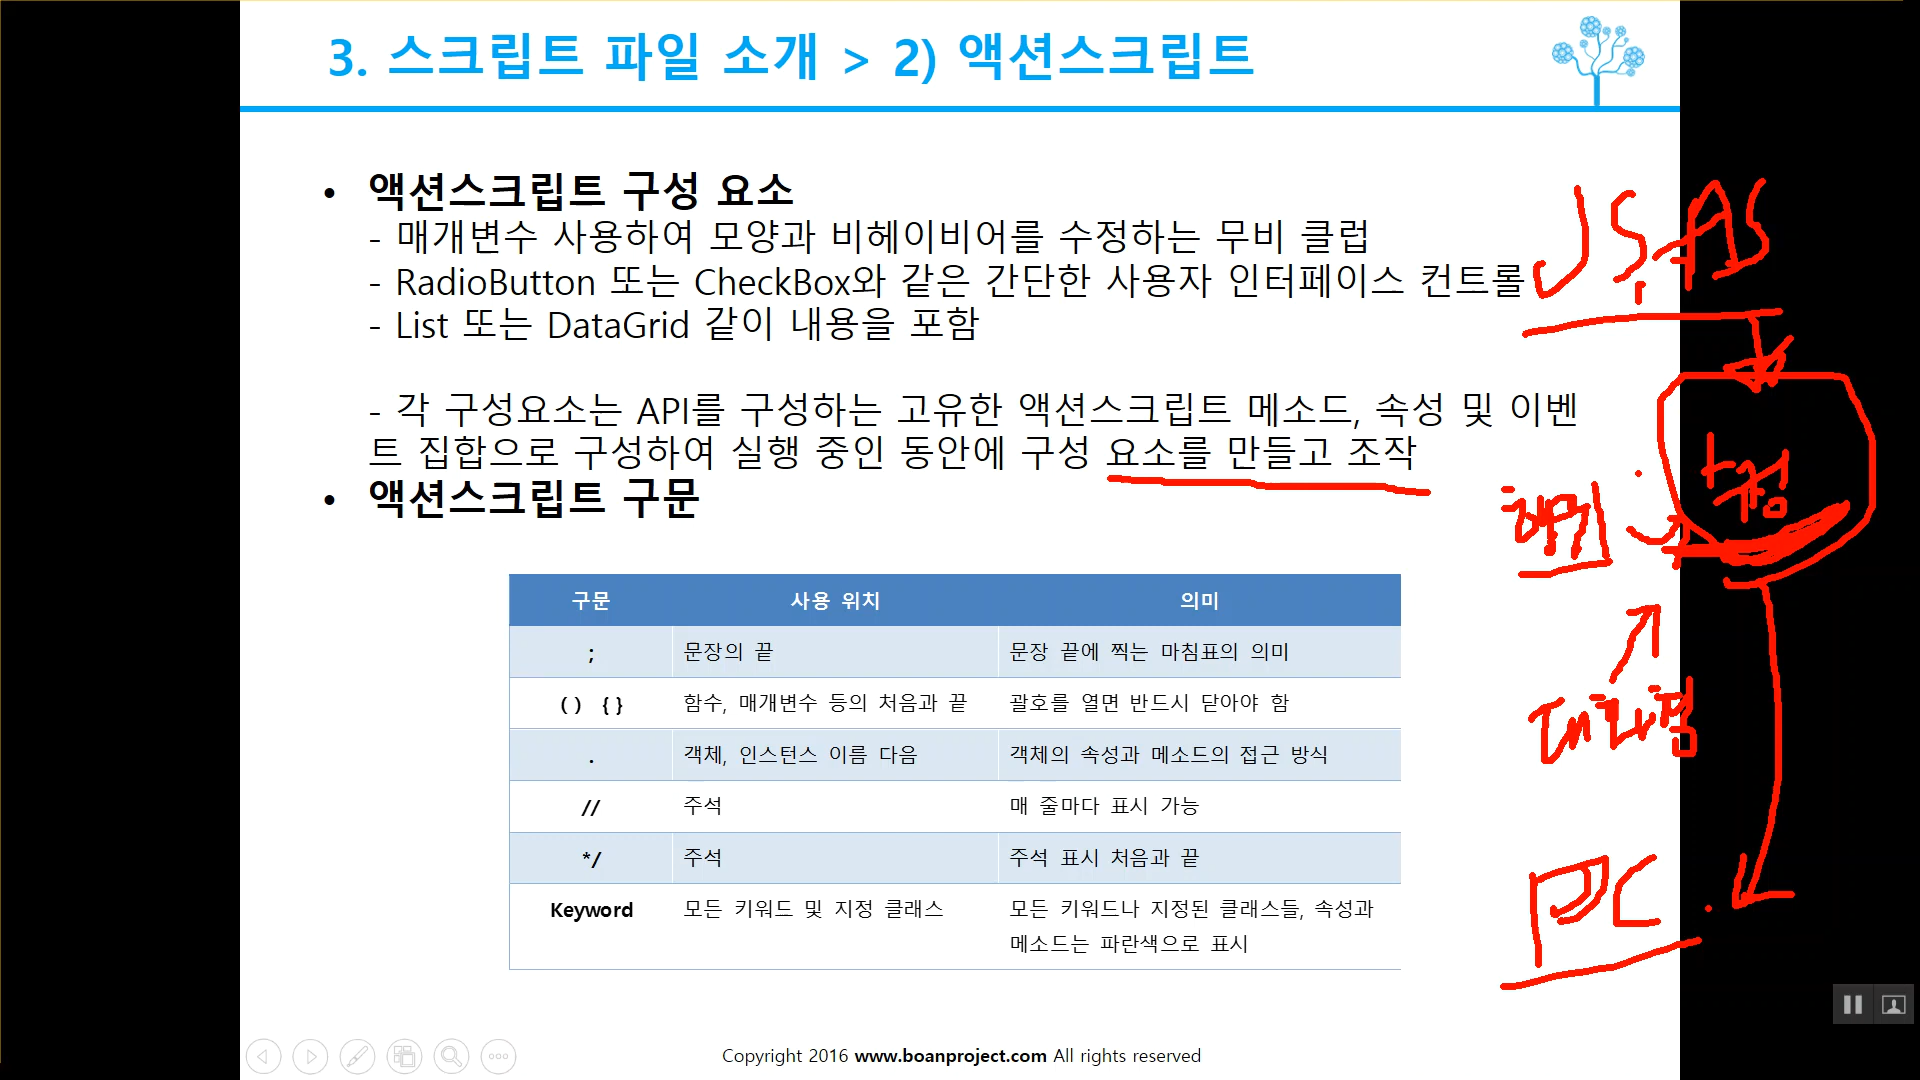 3. 스크립트 파일 소개 > 2) 액션스크립트
• 액션스크립트 구성 요소
- 매개변수 사용하여 모양과 비헤이비어를 수정하는 무비 클럽
- RadioButton 또는 CheckBox와 같은 간단한 사용자 인터페이스 컨트롤
- List 또는 DataGrid 같이 내용을 포함
- 각 구성요소는 API를 구성하는 고유한 액션스크립트 메소드, 속성 및 이벤
트 집합으로 구성하여 실행 중인 동안에 구성 요소를 만들고 조작
• 액션스크립트 구문
구문 사용 위치 의미
; 문장의 끝 문장 끝에 찍는 마침표의 의미
( ) { } 함수, 매개변수 등의 처음과 끝 괄호를 열면 반드시 닫아야 함
. 객체, 인스턴스 이름 다음 객체의 속성과 메소드의 접근 방식
// 주석 매 줄마다 표시 가능
*/ 주석 주석 표시 처음과 끝
Keyword 모든 키워드 및 지정 클래스 모든 키워드나 지정된 클래스들, 속성과
메소드는 파란색으로 표시
JS, AS
해커
PC
Copyright 2016 www.boanproject.com All rights reserved